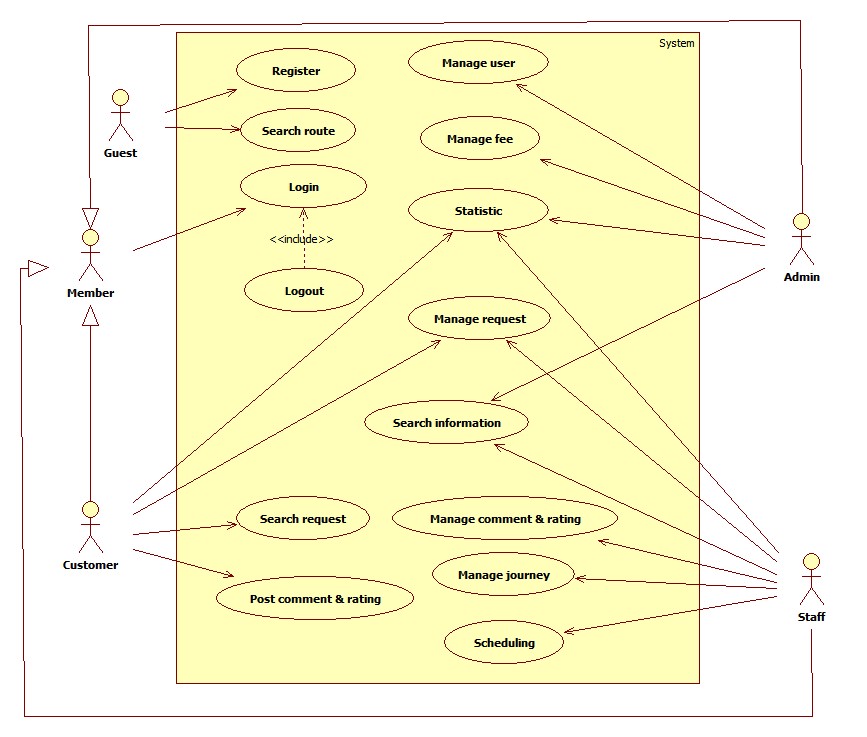 System
Register
Manage user
Search route
Manage fee
Guest
Login
Statistic
<<include>>
Member
Admin
Logout
Manage request
Search information
Search request
Manage comment & rating
Customer
Manage journey
Post comment & rating
Staff
Scheduling